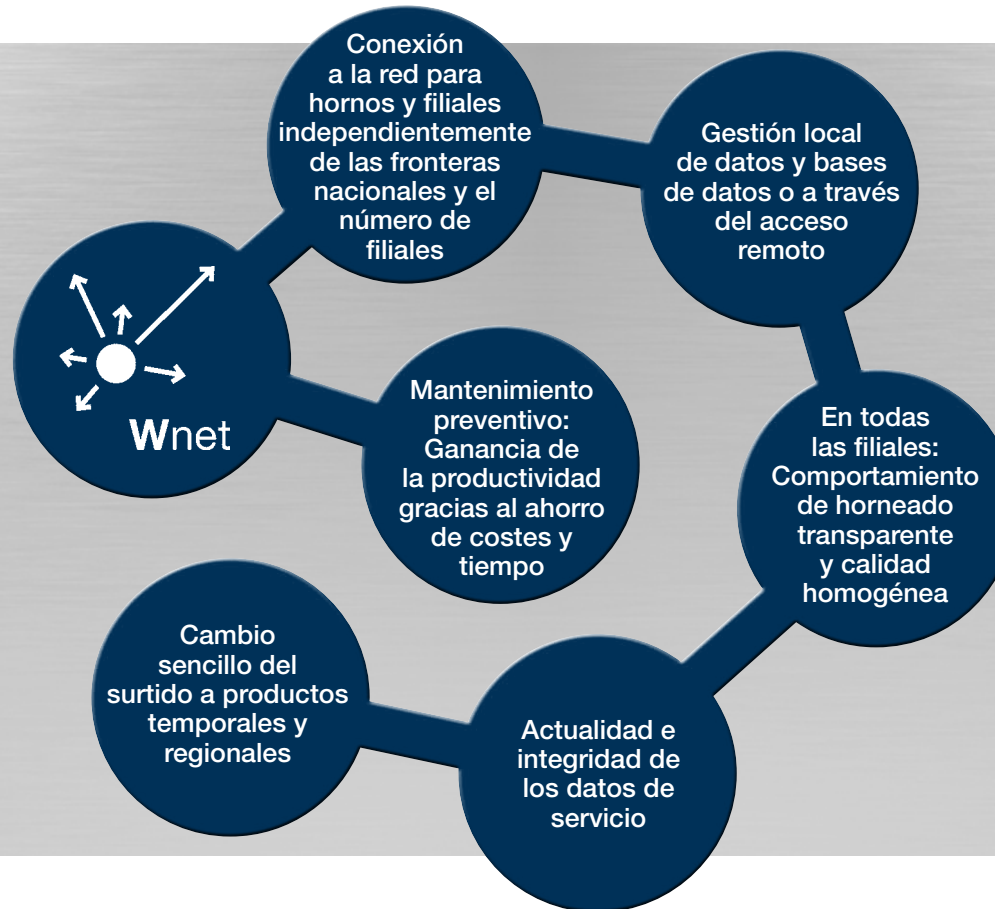 Conexión
a la red para
hornos y filiales
independientemente
de las fronteras
nacionales y el
número de
filiales
Gestión local
de datos y bases
de datos o a través
del acceso
remoto
Wnet
Mantenimiento
preventivo:
Ganancia de
la productividad
gracias al ahorro
de costes y
tiempo
En todas
las filiales:
Comportamiento
de horneado
transparente
y calidad
homogénea
Cambio
sencillo del
surtido a productos
temporales y
regionales
Actualidad e
integridad de
los datos de
servicio